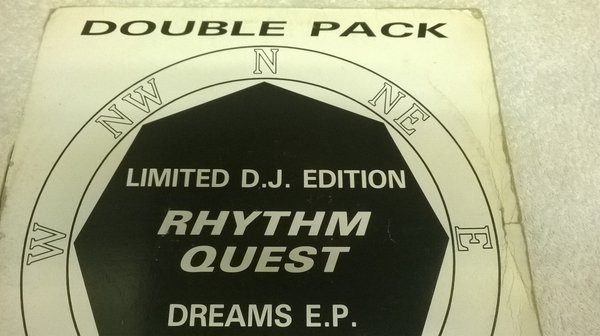 DOUBLE PACK
N
NW
NE
LIMITED D.J. EDITION
RHYTHM
QUEST
W
E
DREAMS E.P.